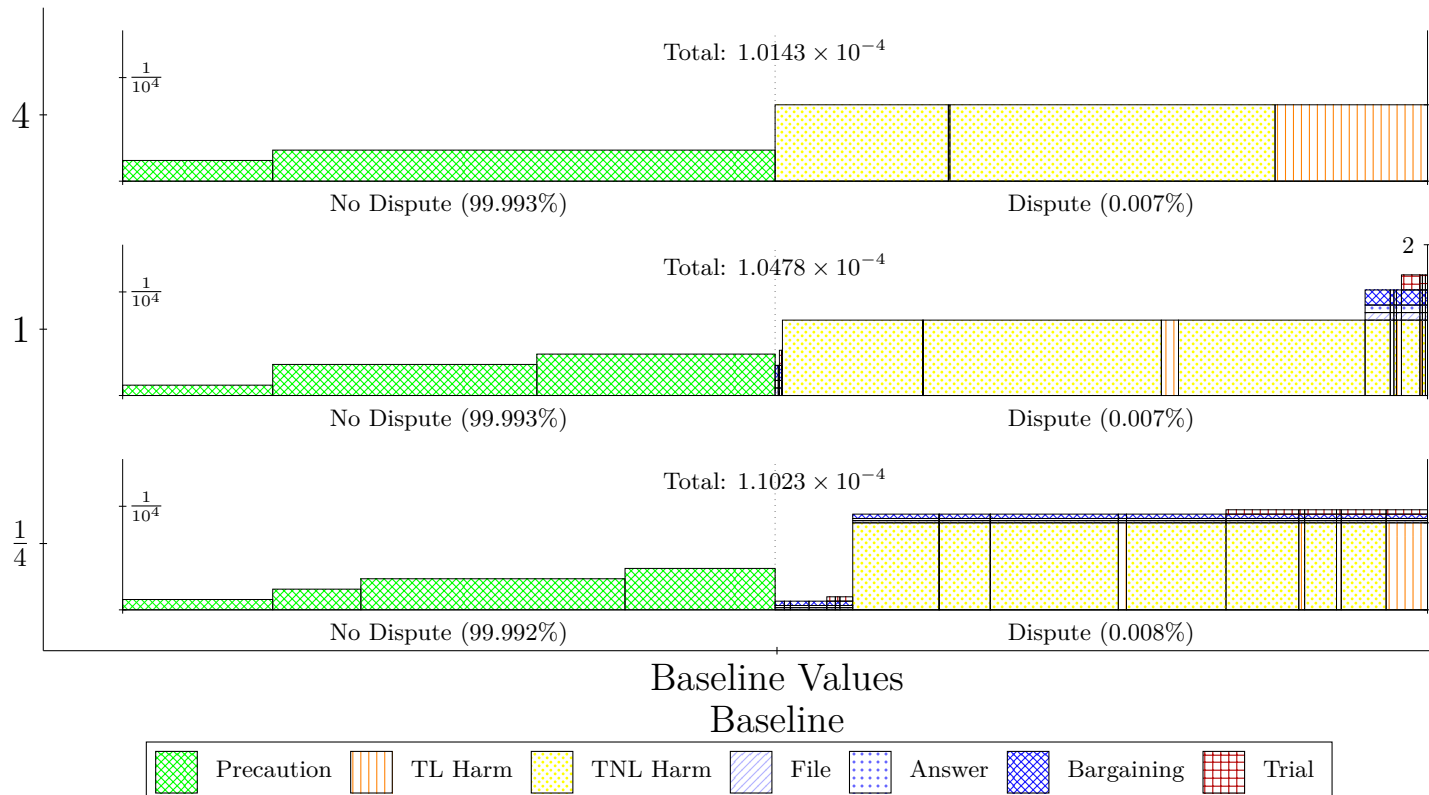 Total: 1.0143 × 10⁻⁴
1/10⁴
4
No Dispute (99.993%) Dispute (0.007%)
2
Total: 1.0478 × 10⁻⁴
1/10⁴
1
No Dispute (99.993%) Dispute (0.007%)
Total: 1.1023 × 10⁻⁴
1/10⁴
1/4
No Dispute (99.992%) Dispute (0.008%)
Baseline Values
Baseline
Precaution TL Harm TNL Harm File Answer Bargaining Trial